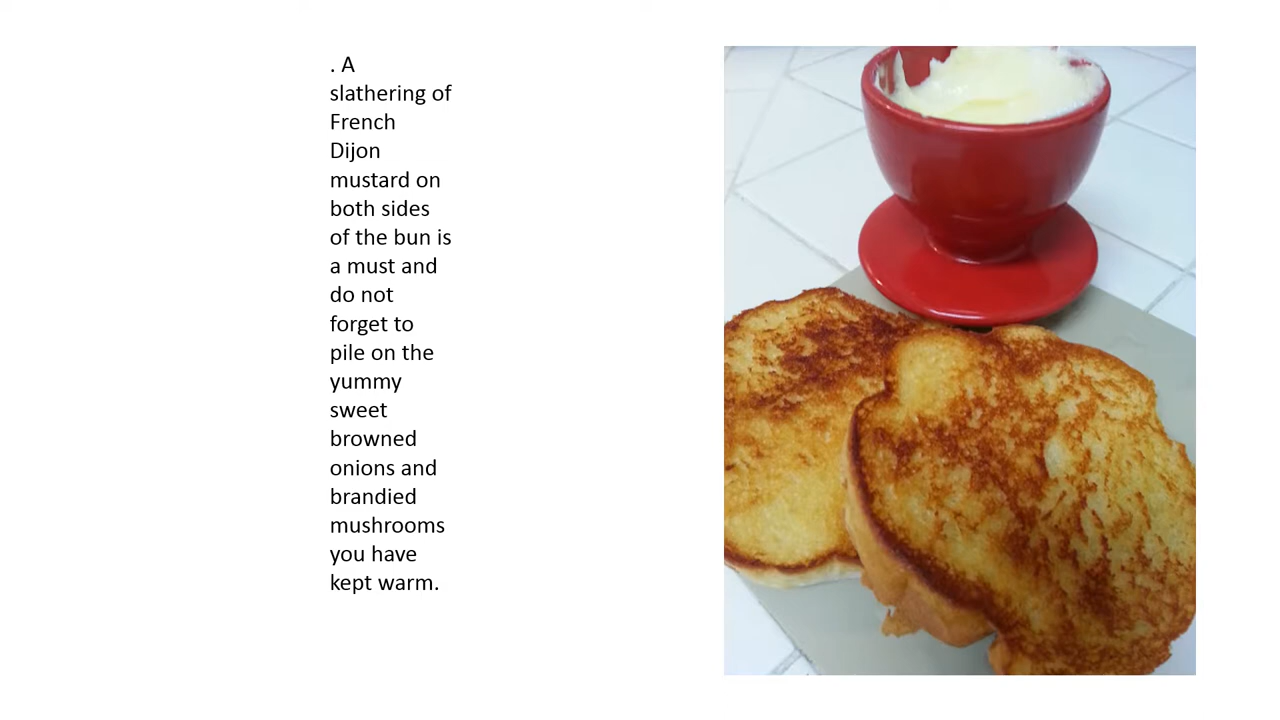 . A
slathering of
French
Dijon
mustard on
both sides
of the bun is
a must and
do not
forget to
pile on the
yummy
sweet
browned
onions and
brandied
mushrooms
you have
kept warm.